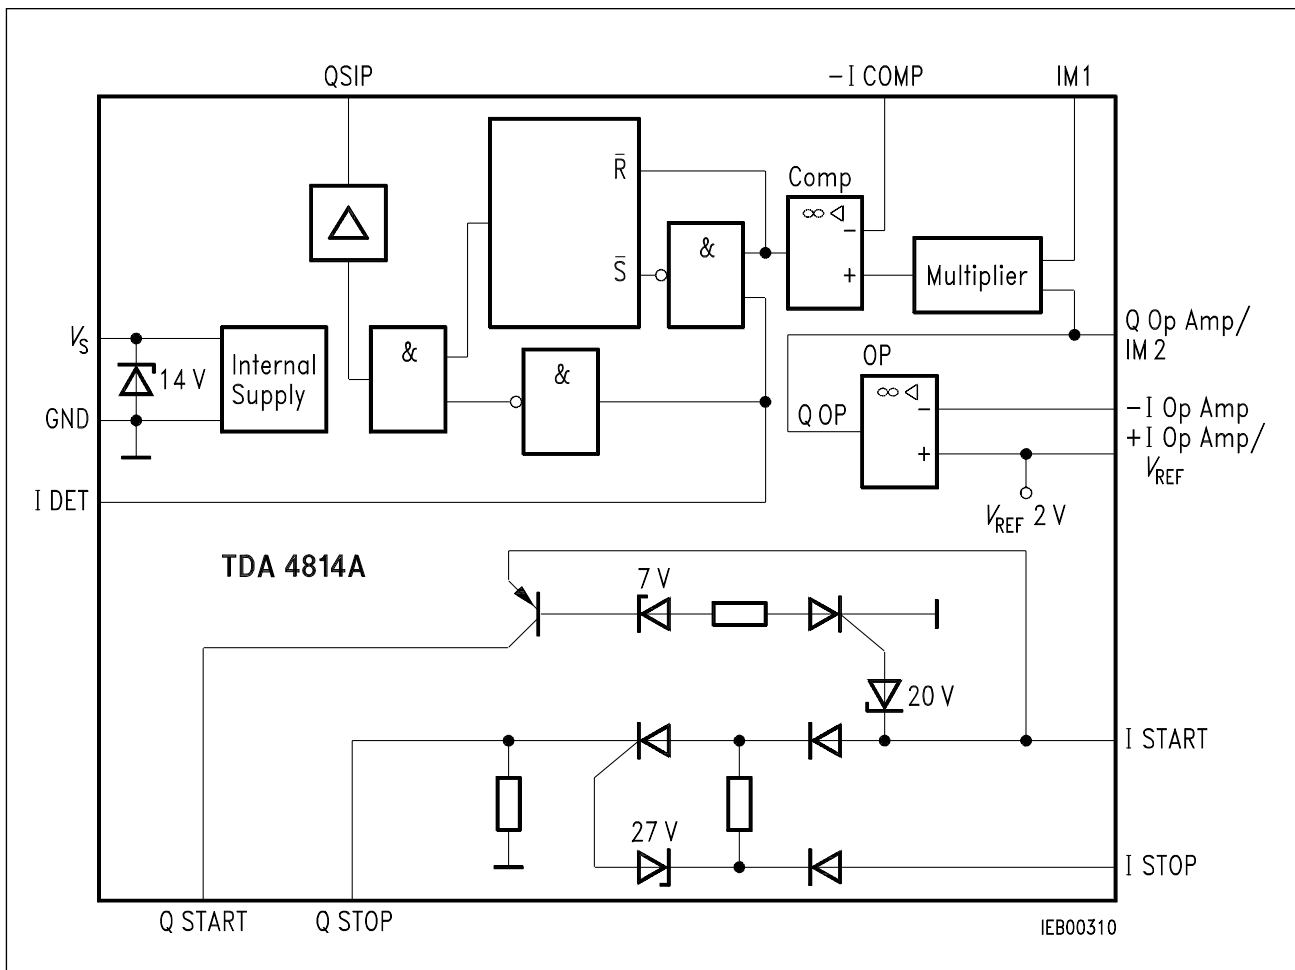 QSIP
-I COMP
IM1
R̅
Comp
∞ ◁
-
&
S̅
+
Multiplier
VS
14 V
Internal
Supply
&
&
OP
Q Op Amp/
IM 2
∞ ◁
-
Q OP
+
GND
-I Op Amp
+I Op Amp/
VREF
I DET
VREF 2 V
TDA 4814A
7 V
20 V
I START
27 V
I STOP
Q START
Q STOP
IEB00310